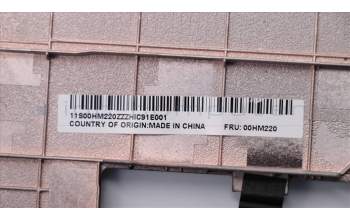 11S00HM220ZZZHIC91E001
COUNTRY OF ORIGIN:MADE IN CHINA FRU: 00HM220